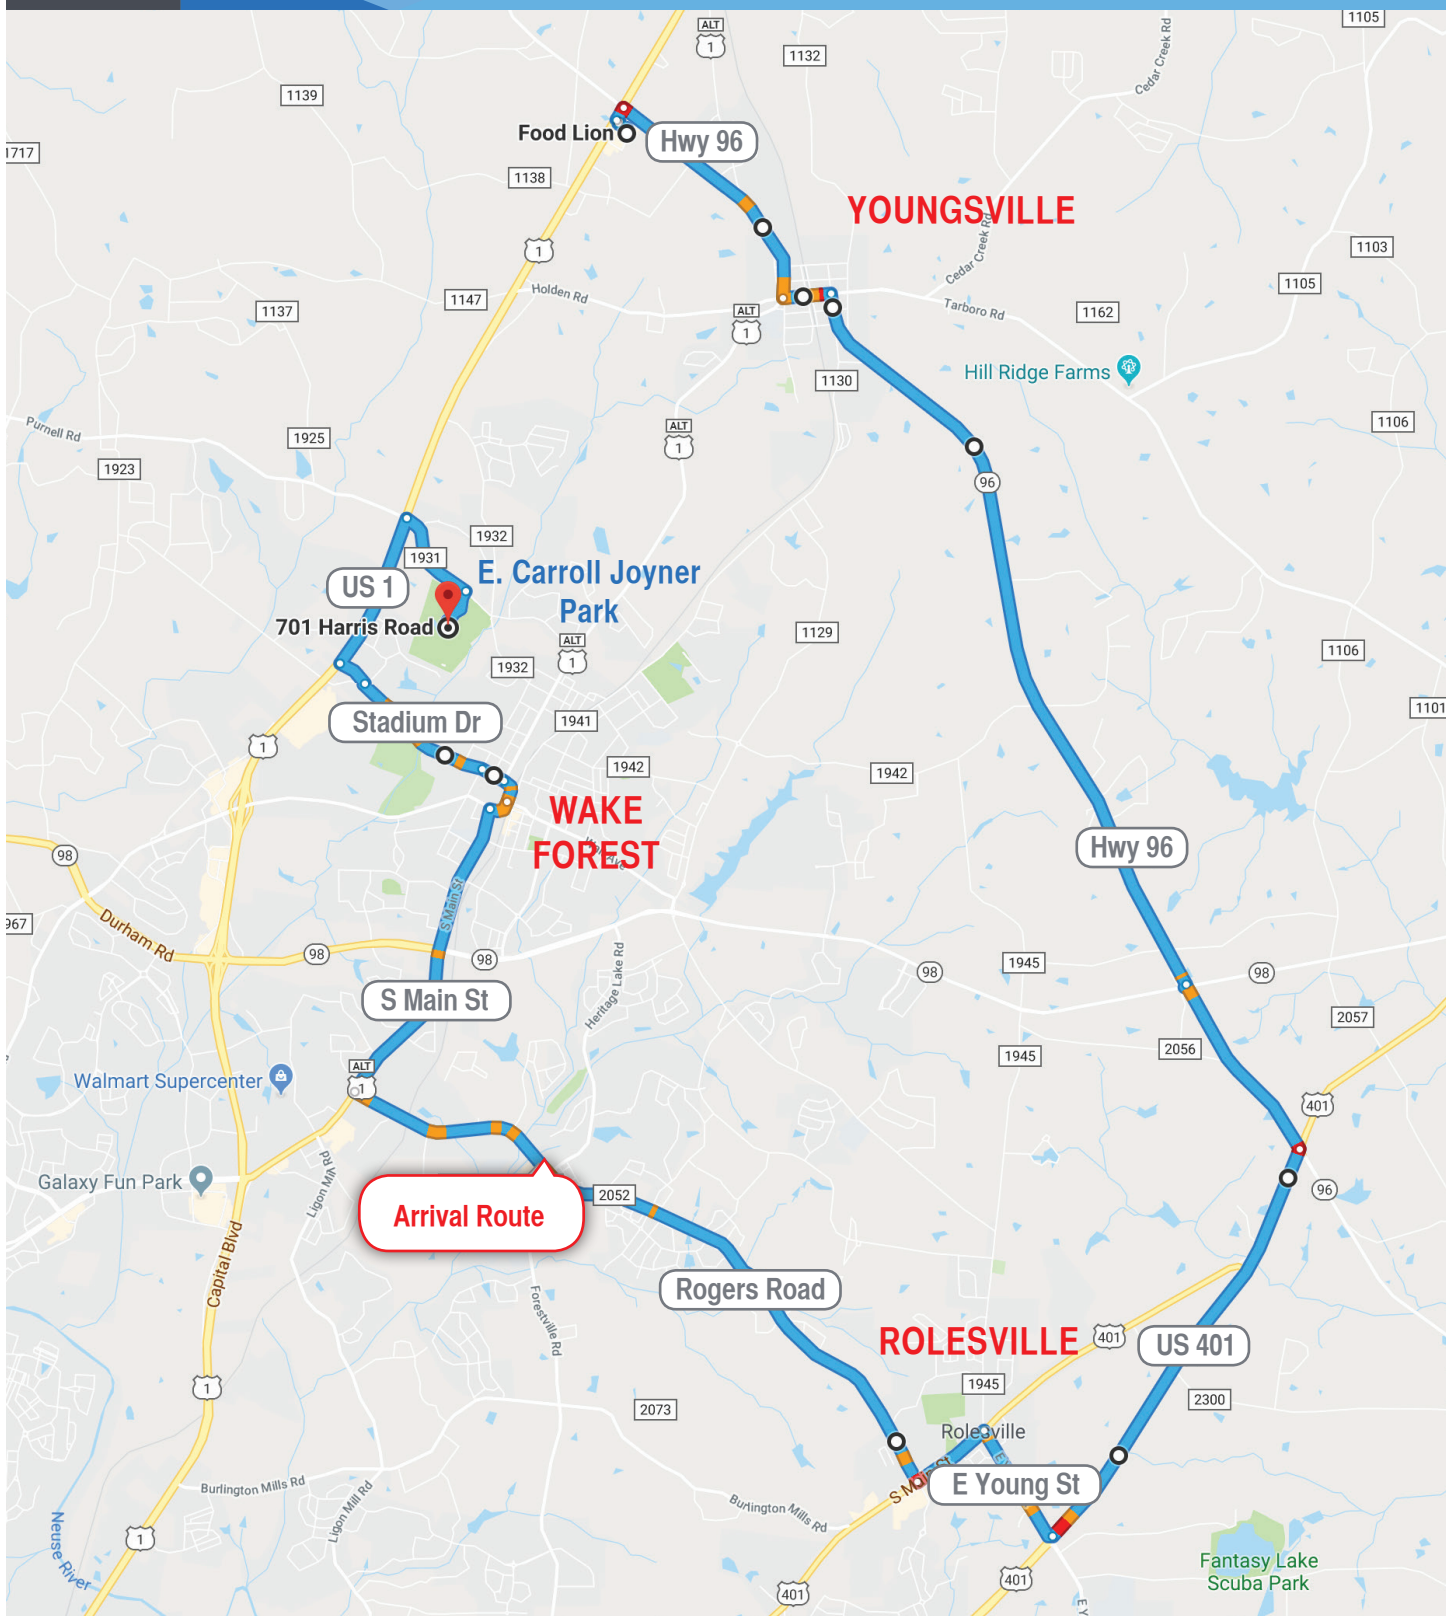 1105
ALT
1
1132
Cedar Creek Rd
1139
Food Lion
Hwy 96
1717
1138
YOUNGSVILLE
1
Cedar Creek Rd
1103
1105
Holden Rd
1147
1137
ALT
1
Tarboro Rd
1162
Hill Ridge Farms
1130
1106
Purnell Rd
1925
ALT
1
1923
96
1932
1931
E. Carroll Joyner
Park
US 1
701 Harris Road
1129
ALT
1
1106
1932
1101
Stadium Dr
1941
1
1942
1942
WAKE
FOREST
98
Hwy 96
S Main St
967
Durham Rd
98
98
Heritage Lake Rd
98
1945
98
S Main St
2057
1945
2056
ALT
1
Walmart Supercenter
401
Ligon Mill Rd
Galaxy Fun Park
2052
96
Arrival Route
Capital Blvd
Rogers Road
Forestville Rd
ROLESVILLE
401
US 401
1
1945
2300
2073
Rolesville
S Main St
E Young St
Burlington Mills Rd
Ligon Mill Rd
Burlington Mills Rd
Neuse River
1
Fantasy Lake
Scuba Park
401
401